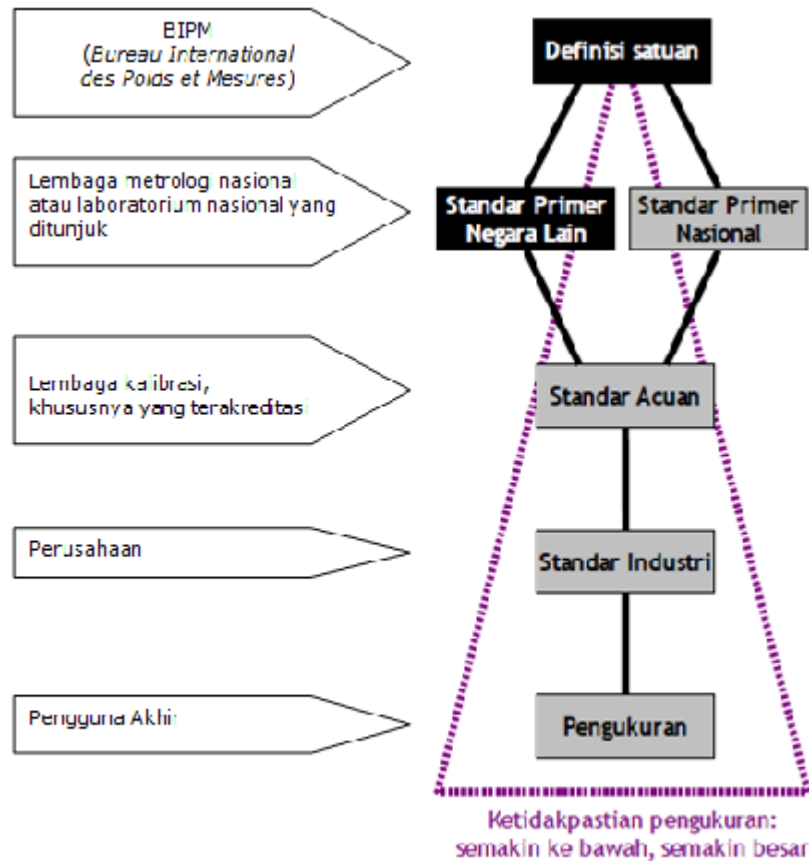 BIPM
(Bureau International
des Poids et Mesures)
Definisi satuan
Lembaga metrologi nasional
atau laboratorium nasional yang
ditunjuk
Standar Primer
Negara Lain
Standar Primer
Nasional
Lembaga kalibrasi,
khususnya yang terakreditasi
Standar Acuan
Perusahaan
Standar Industri
Pengguna Akhir
Pengukuran
Ketidakpastian pengukuran:
semakin ke bawah, semakin besar